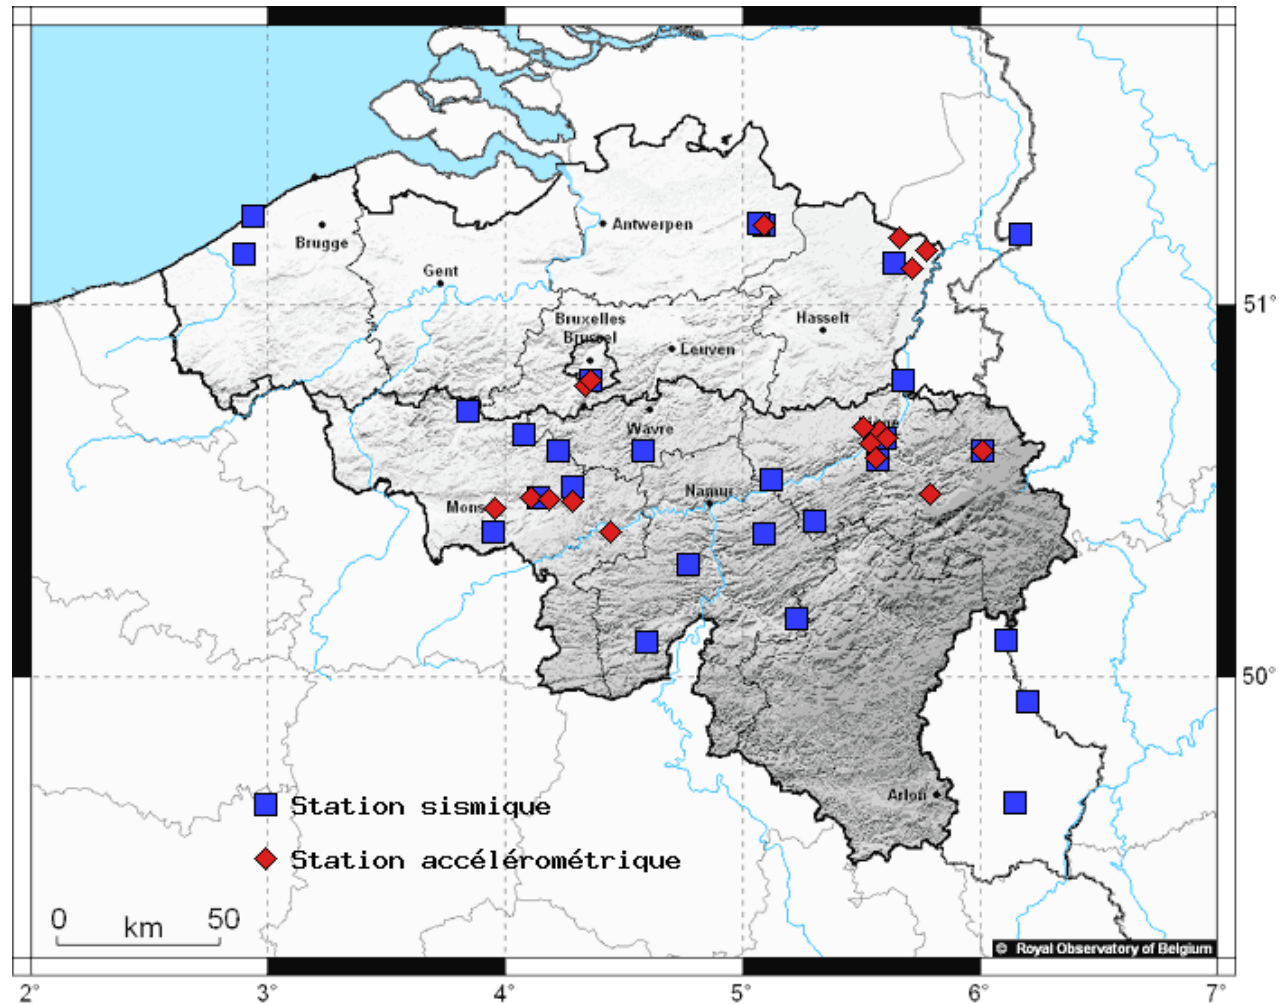 Brugge
Antwerpen
Gent
51°
Bruxelles
Brussel
Hasselt
Leuven
Wavre
Namur
Mons
50°
Arlon
Station sismique
Station accélérométrique
0 50
km
© Royal Observatory of Belgium
2° 3° 4° 5° 6° 7°